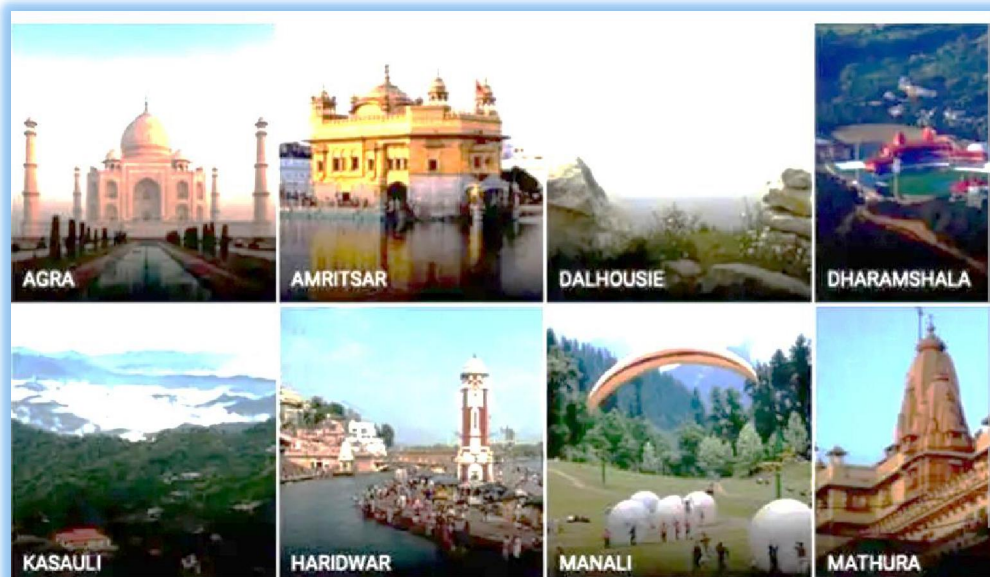 AGRA
AMRITSAR
DALHOUSIE
DHARAMSHALA
KASAULI
HARIDWAR
MANALI
MATHURA